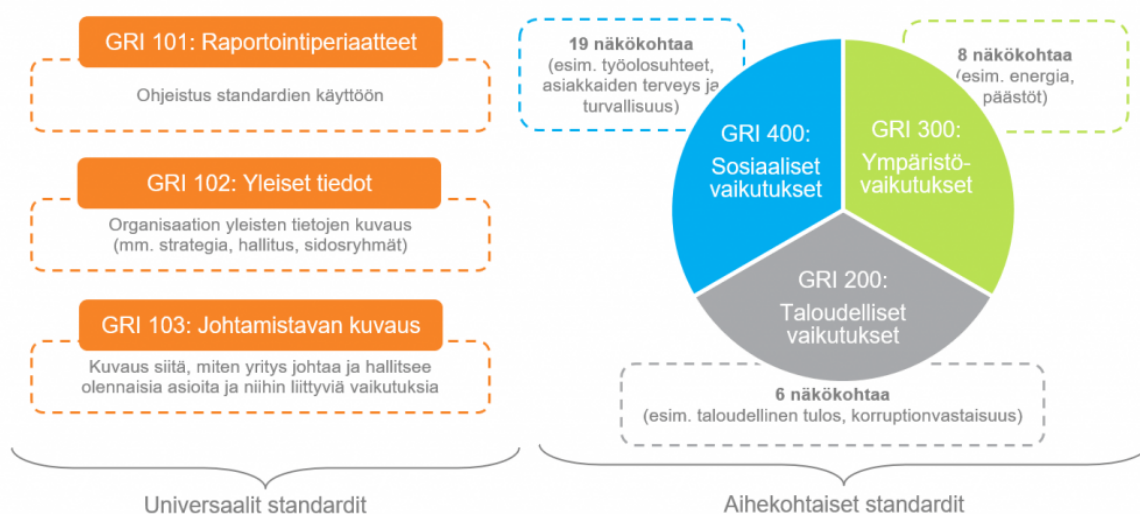 GRI 101: Raportointiperiaatteet
Ohjeistus standardien käyttöön
GRI 102: Yleiset tiedot
Organisaation yleisten tietojen kuvaus
(mm. strategia, hallitus, sidosryhmät)
GRI 103: Johtamistavan kuvaus
Kuvaus siitä, miten yritys johtaa ja hallitsee
olennaisia asioita ja niihin liittyviä vaikutuksia
Universaalit standardit
19 näkökohtaa
(esim. työolosuhteet,
asiakkaiden terveys ja
turvallisuus)
8 näkökohtaa
(esim. energia,
päästöt)
GRI 400:
Sosiaaliset
vaikutukset
GRI 300:
Ympäristö-
vaikutukset
GRI 200:
Taloudelliset
vaikutukset
6 näkökohtaa
(esim. taloudellinen tulos, korruptionvastaisuus)
Aihekohtaiset standardit